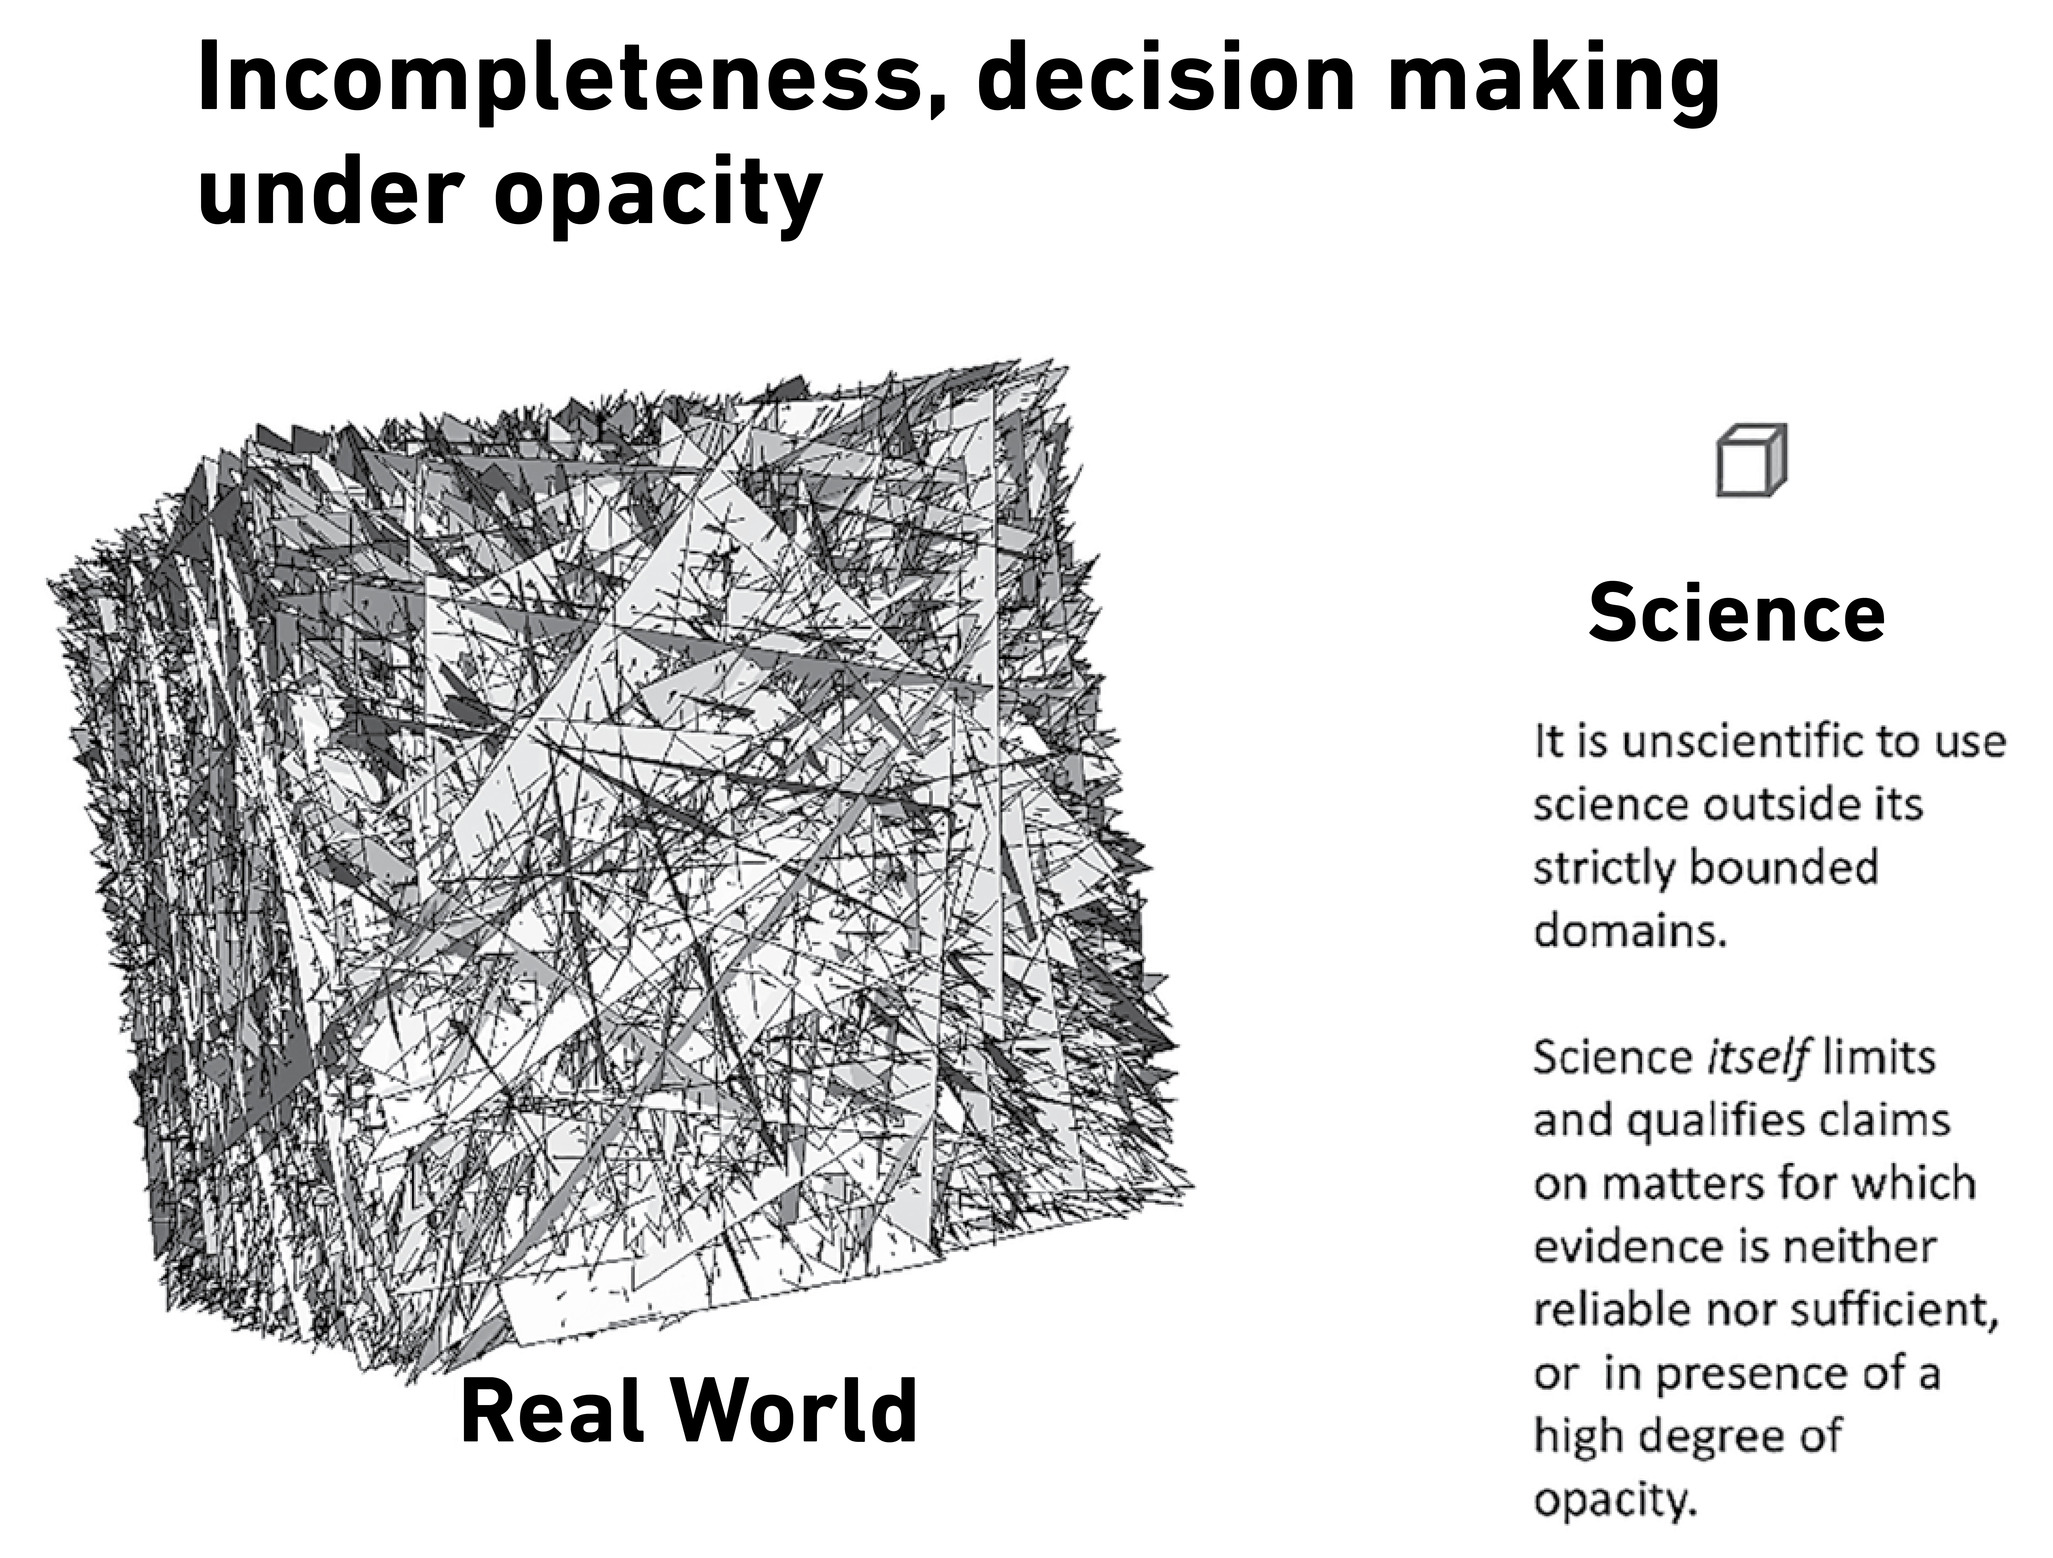 Incompleteness, decision making
under opacity
Science
It is unscientific to use
science outside its
strictly bounded
domains.
Science itself limits
and qualifies claims
on matters for which
evidence is neither
reliable nor sufficient,
or in presence of a
high degree of
opacity.
Real World